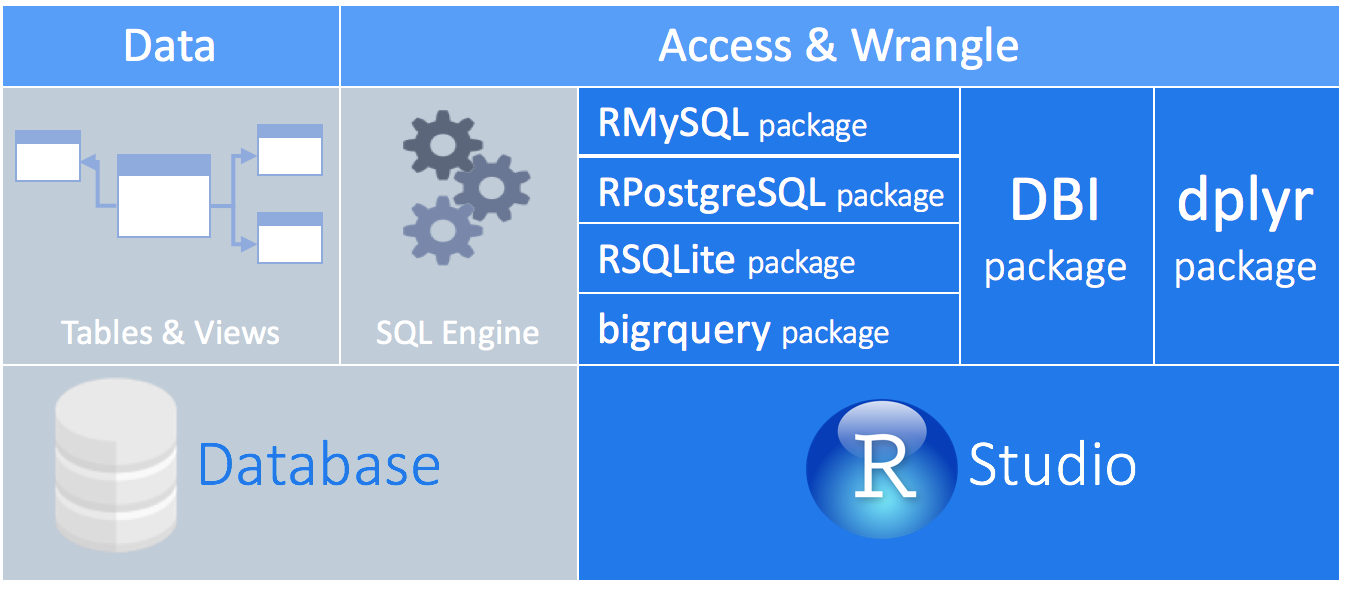 Data
Access & Wrangle
Tables & Views
SQL Engine
RMySQL package
RPostgreSQL package
RSQLite package
bigrquery package
DBI
package
dplyr
package
Database
R Studio